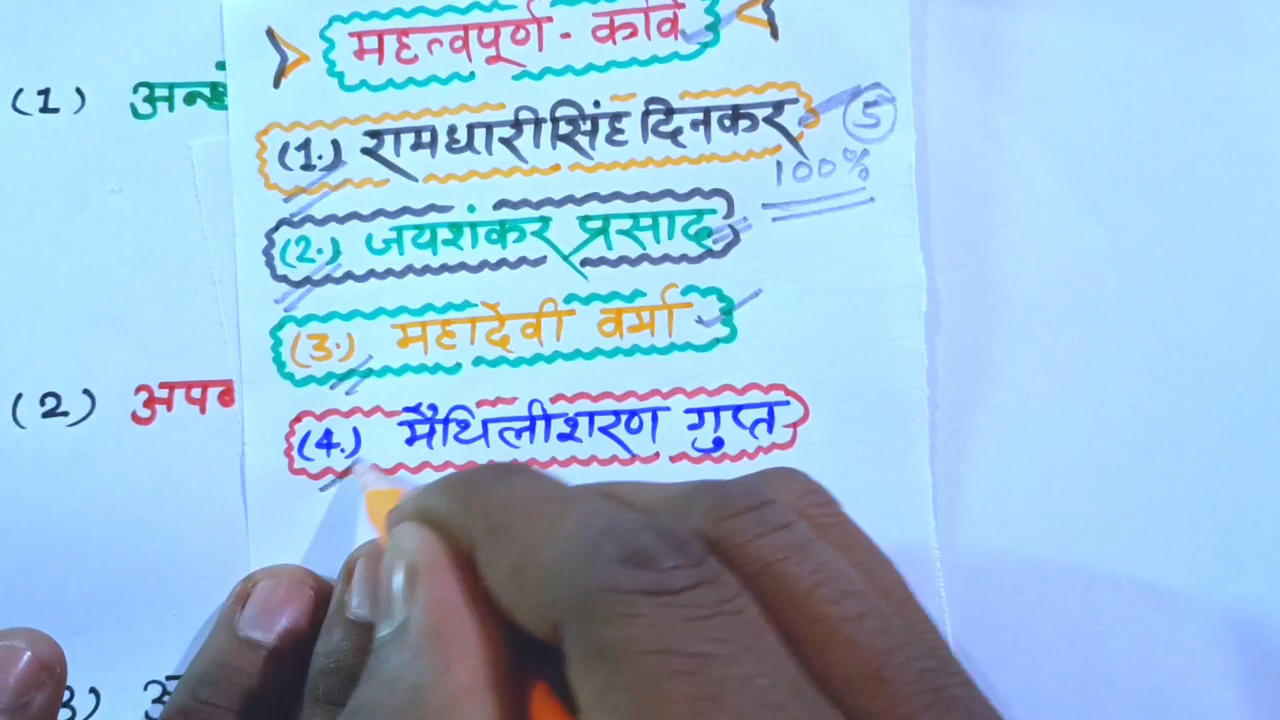 महत्वपूर्ण - कवि
(1) अन्ह
(1.) रामधारीसिंह दिनकर
5
100%
(2.) जयशंकर प्रसाद
(3.) महादेवी वर्मा
(2) अप
(4.) मैथिलीशरण गुप्त
3)